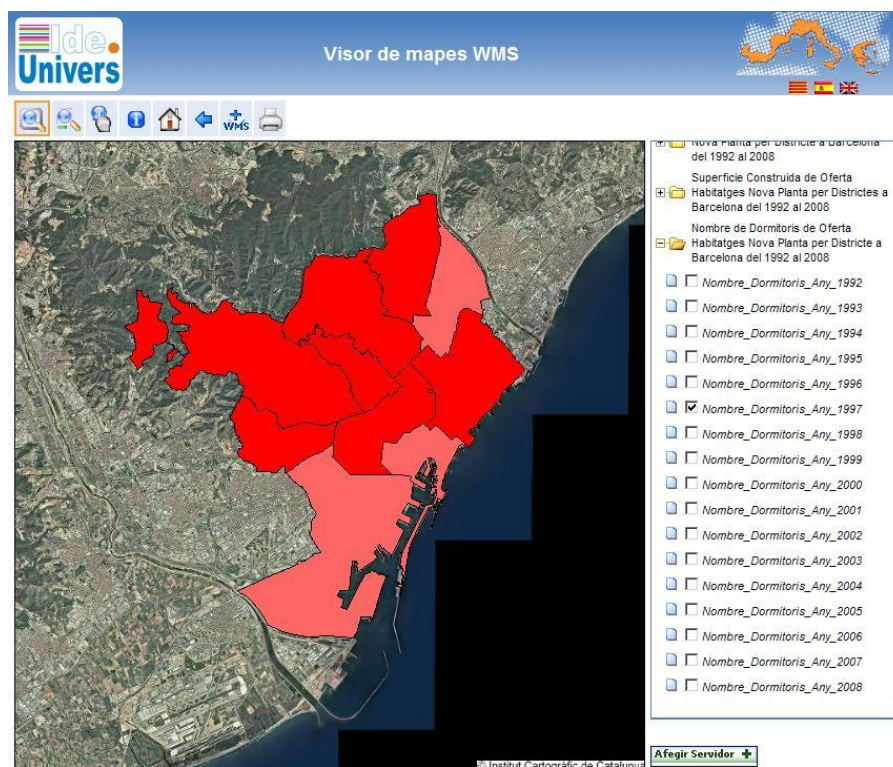 Ide.
Univers
Visor de mapes WMS
WMS
Nova Planta per Districte a Barcelona
del 1992 al 2008
Superficie Construida de Oferta
Habitatges Nova Planta per Districtes a
Barcelona del 1992 al 2008
Nombre de Dormitoris de Oferta
Habitatges Nova Planta per Districte a
Barcelona del 1992 al 2008
Nombre_Dormitoris_Any_1992
Nombre_Dormitoris_Any_1993
Nombre_Dormitoris_Any_1994
Nombre_Dormitoris_Any_1995
Nombre_Dormitoris_Any_1996
Nombre_Dormitoris_Any_1997
Nombre_Dormitoris_Any_1998
Nombre_Dormitoris_Any_1999
Nombre_Dormitoris_Any_2000
Nombre_Dormitoris_Any_2001
Nombre_Dormitoris_Any_2002
Nombre_Dormitoris_Any_2003
Nombre_Dormitoris_Any_2004
Nombre_Dormitoris_Any_2005
Nombre_Dormitoris_Any_2006
Nombre_Dormitoris_Any_2007
Nombre_Dormitoris_Any_2008
© Institut Cartogràfic de Catalunya
Afegir Servidor